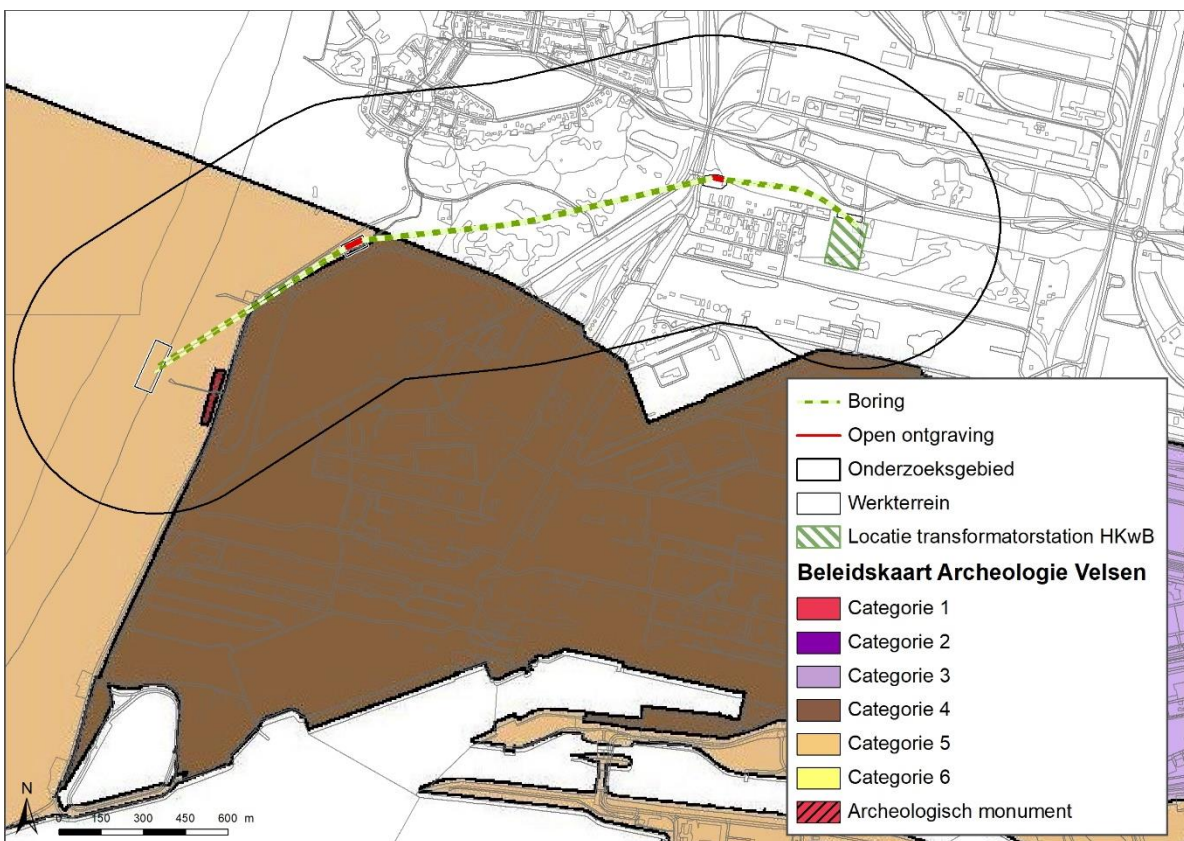 Boring
Open ontgraving
Onderzoeksgebied
Werkterrein
Locatie transformatorstation HKwB
Beleidskaart Archeologie Velsen
Categorie 1
Categorie 2
Categorie 3
Categorie 4
Categorie 5
Categorie 6
Archeologisch monument
N
0 150 300 450 600 m